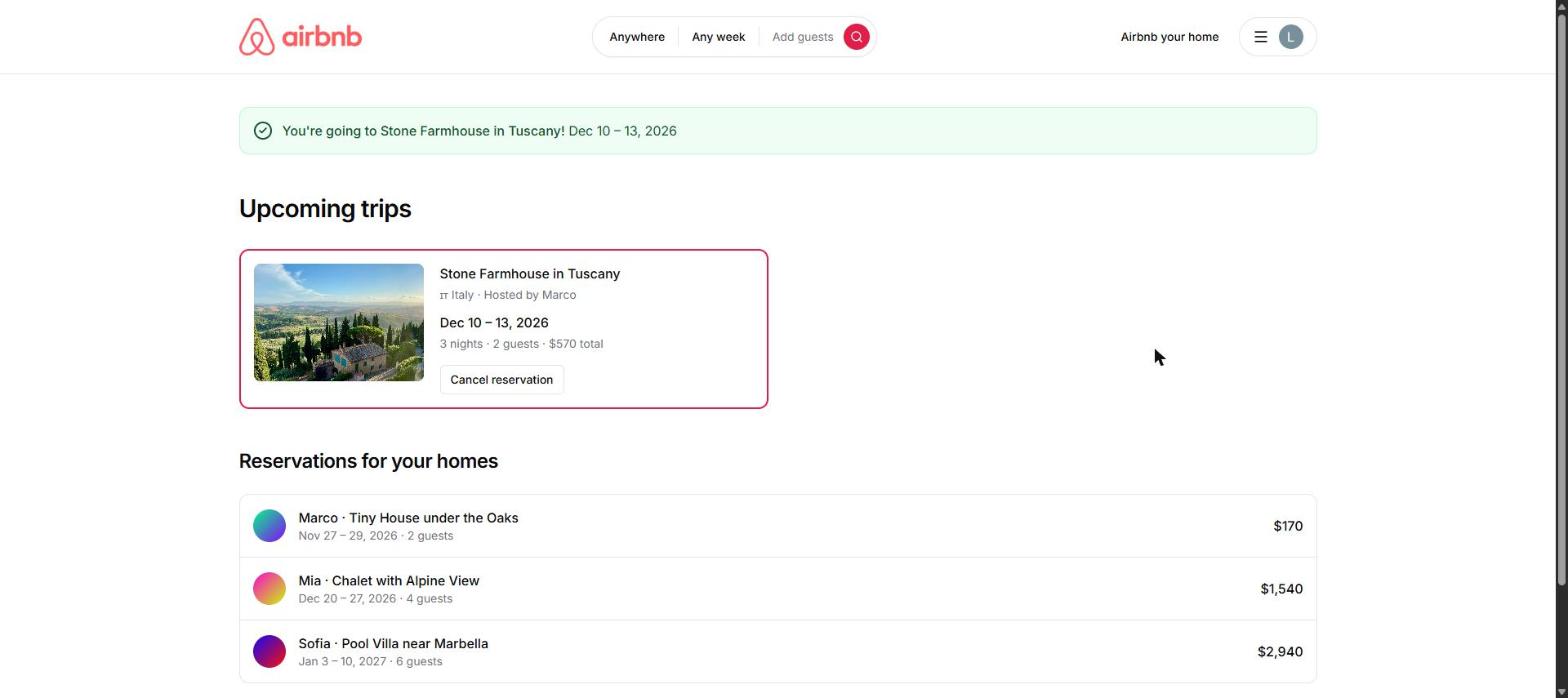 airbnb
Anywhere
Any week
Add guests
Airbnb your home
L
You're going to Stone Farmhouse in Tuscany! Dec 10 – 13, 2026
Upcoming trips
Stone Farmhouse in Tuscany
IT Italy · Hosted by Marco
Dec 10 – 13, 2026
3 nights · 2 guests · $570 total
Cancel reservation
Reservations for your homes
Marco · Tiny House under the Oaks
Nov 27 – 29, 2026 · 2 guests
$170
Mia · Chalet with Alpine View
Dec 20 – 27, 2026 · 4 guests
$1,540
Sofia · Pool Villa near Marbella
Jan 3 – 10, 2027 · 6 guests
$2,940